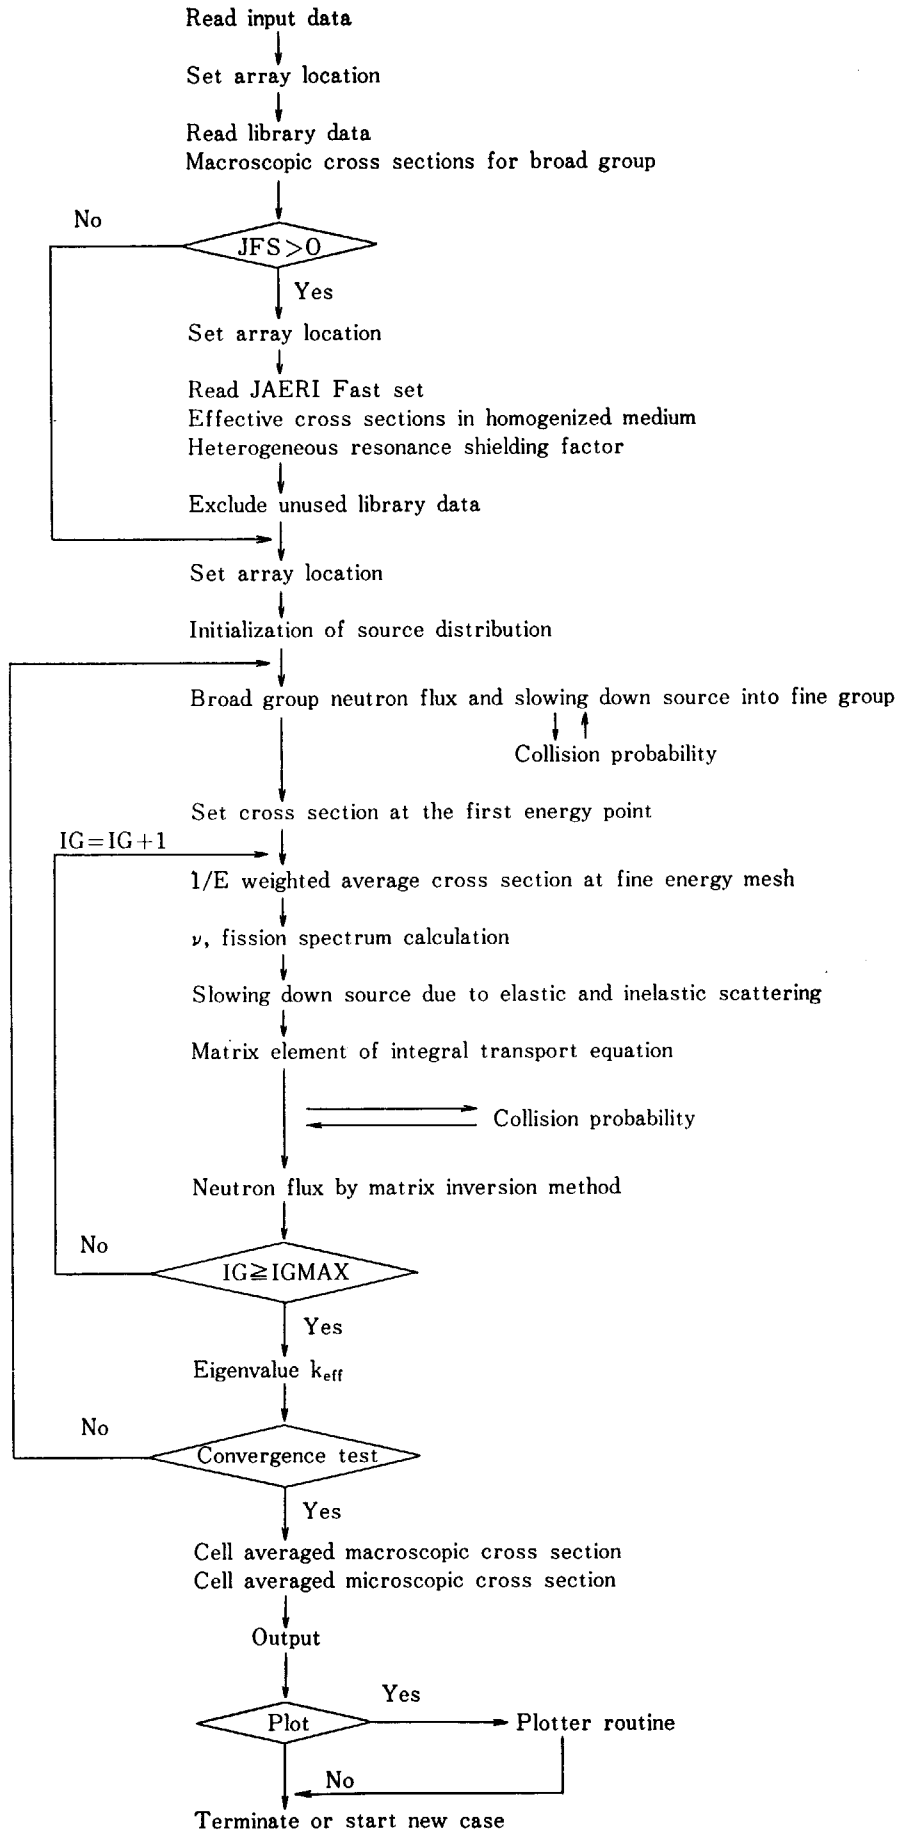 Read input data
Set array location
Read library data
Macroscopic cross sections for broad group
No
JFS>0
Yes
Set array location
Read JAERI Fast set
Effective cross sections in homogenized medium
Heterogeneous resonance shielding factor
Exclude unused library data
Set array location
Initialization of source distribution
Broad group neutron flux and slowing down source into fine group
Collision probability
Set cross section at the first energy point
IG=IG+1
1/E weighted average cross section at fine energy mesh
ν, fission spectrum calculation
Slowing down source due to elastic and inelastic scattering
Matrix element of integral transport equation
Collision probability
Neutron flux by matrix inversion method
No
IG≧IGMAX
Yes
Eigenvalue keff
No
Convergence test
Yes
Cell averaged macroscopic cross section
Cell averaged microscopic cross section
Output
Yes
Plot
Plotter routine
No
Terminate or start new case